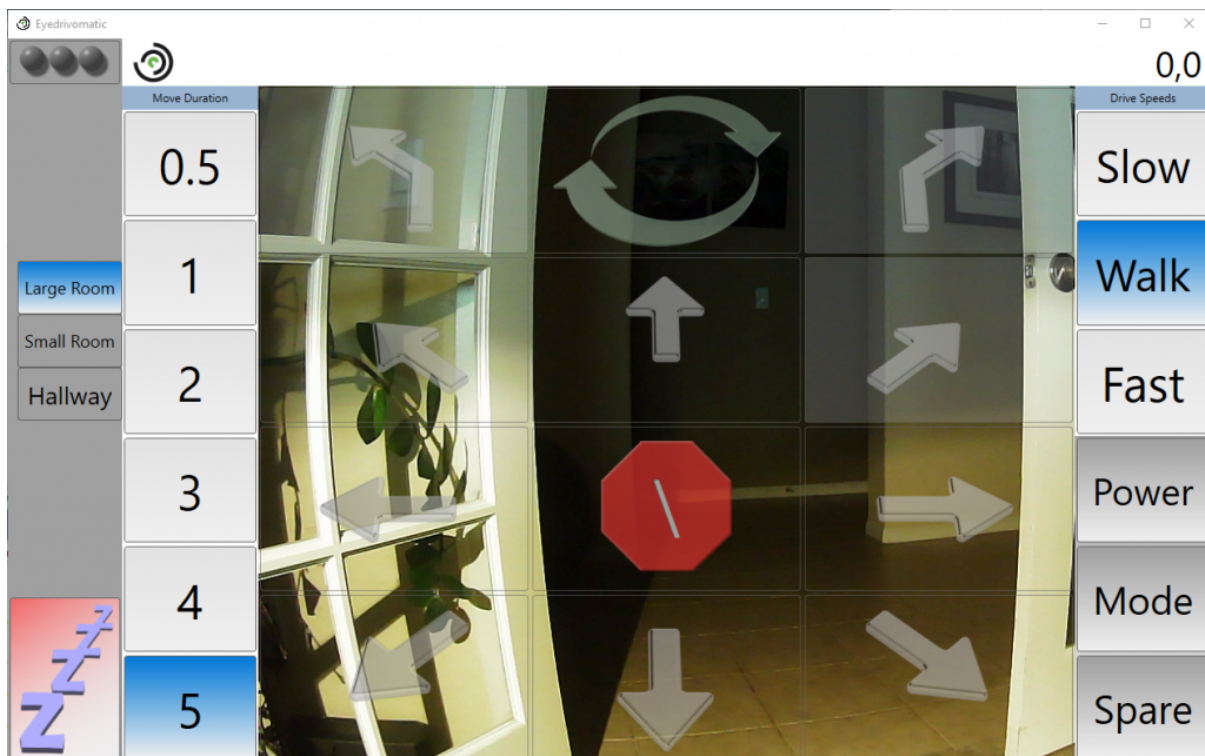 Eyedrivomatic
0,0
Move Duration
0.5
1
2
3
4
5
Large Room
Small Room
Hallway
Z
Z
Z
Z
Drive Speeds
Slow
Walk
Fast
Power
Mode
Spare